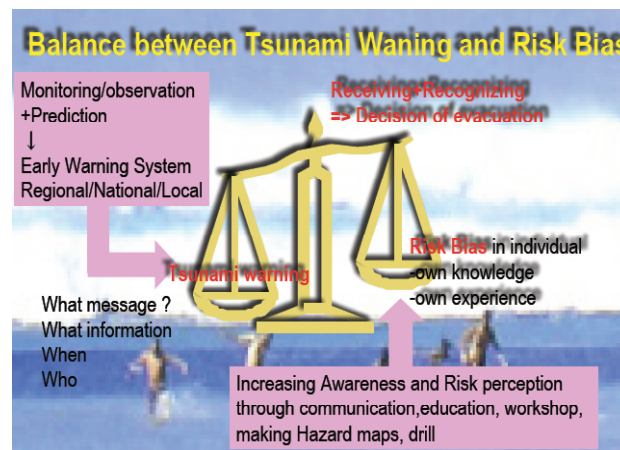 Balance between Tsunami Waning and Risk Bias
Monitoring/observation
+Prediction
↓
Early Warning System
Regional/National/Local
Receiving+Recognizing
=> Decision of evacuation
Tsunami warning
Risk Bias in individual
-own knowledge
-own experience
What message ?
What information
When
Who
Increasing Awareness and Risk perception
through communication,education, workshop,
making Hazard maps, drill